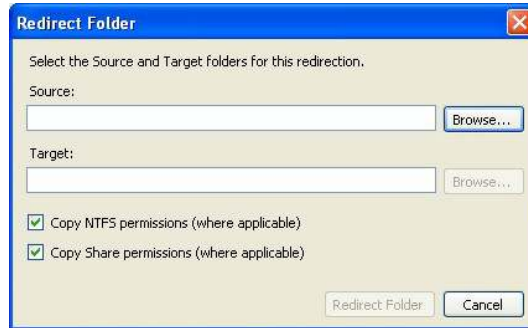 Redirect Folder
Select the Source and Target folders for this redirection.
Source:
Browse...
Target:
Browse...
Copy NTFS permissions (where applicable)
Copy Share permissions (where applicable)
Redirect Folder Cancel